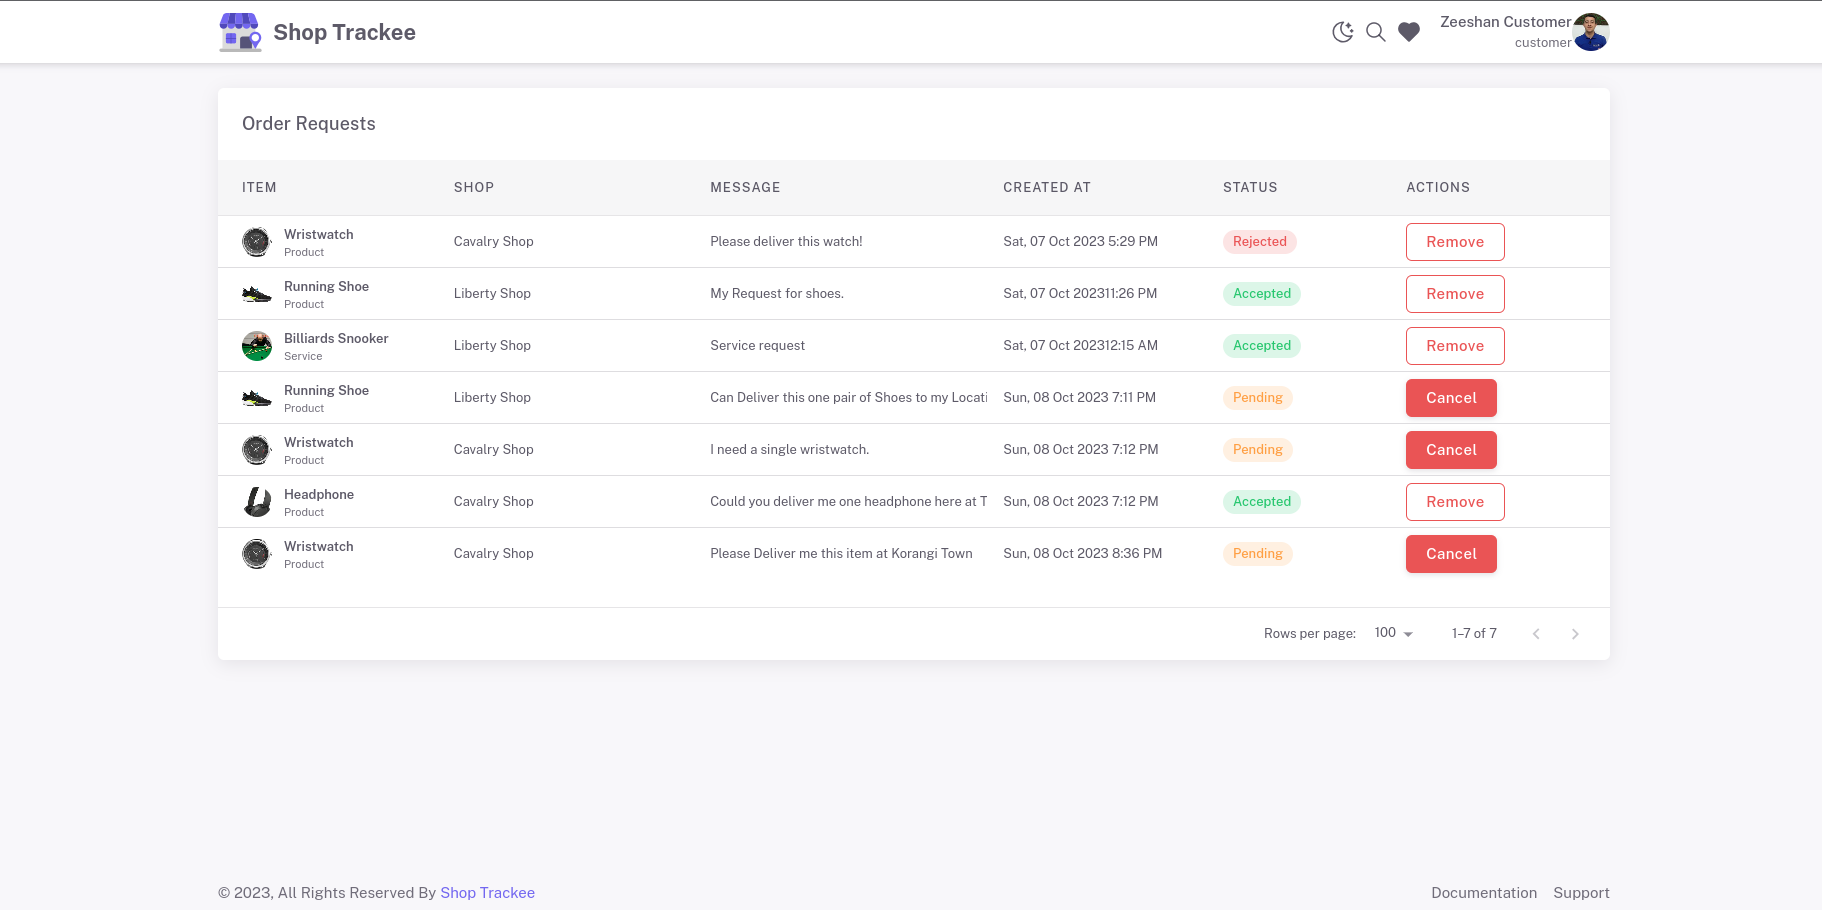 Shop Trackee
Zeeshan Customer
customer
Order Requests
ITEM SHOP MESSAGE CREATED AT STATUS ACTIONS
Wristwatch
Product
Cavalry Shop Please deliver this watch! Sat, 07 Oct 2023 5:29 PM Rejected Remove
Running Shoe
Product
Liberty Shop My Request for shoes. Sat, 07 Oct 202311:26 PM Accepted Remove
Billiards Snooker
Service
Liberty Shop Service request Sat, 07 Oct 202312:15 AM Accepted Remove
Running Shoe
Product
Liberty Shop Can Deliver this one pair of Shoes to my Locati Sun, 08 Oct 2023 7:11 PM Pending Cancel
Wristwatch
Product
Cavalry Shop I need a single wristwatch. Sun, 08 Oct 2023 7:12 PM Pending Cancel
Headphone
Product
Cavalry Shop Could you deliver me one headphone here at T Sun, 08 Oct 2023 7:12 PM Accepted Remove
Wristwatch
Product
Cavalry Shop Please Deliver me this item at Korangi Town Sun, 08 Oct 2023 8:36 PM Pending Cancel
Rows per page: 100 1–7 of 7
© 2023, All Rights Reserved By Shop Trackee Documentation Support